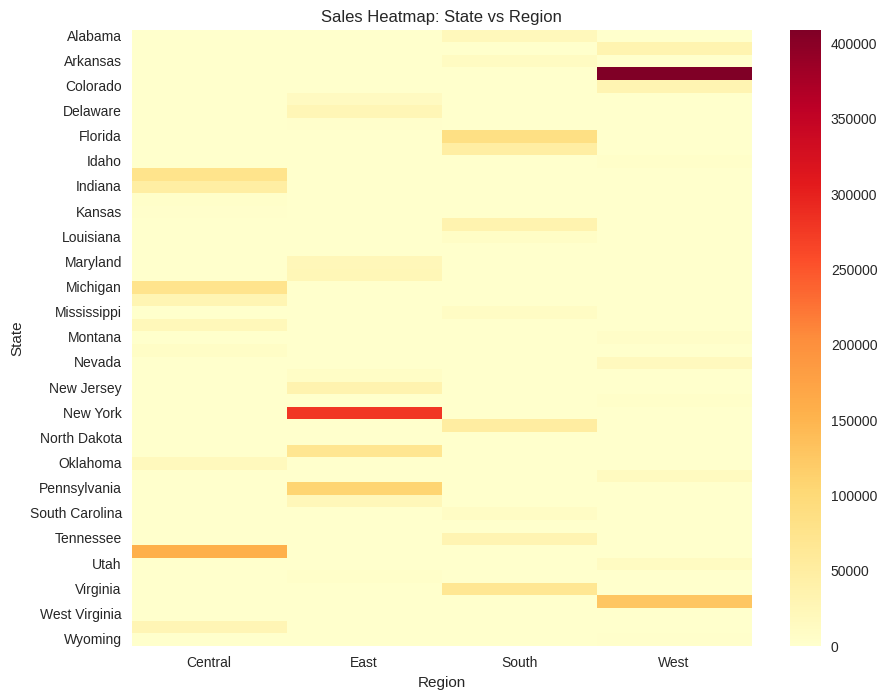 Sales Heatmap: State vs Region
Alabama
Arkansas
Colorado
Delaware
Florida
Idaho
Indiana
Kansas
Louisiana
Maryland
Michigan
Mississippi
Montana
Nevada
New Jersey
New York
North Dakota
Oklahoma
Pennsylvania
South Carolina
Tennessee
Utah
Virginia
West Virginia
Wyoming
State
Central East South West
Region
400000
350000
300000
250000
200000
150000
100000
50000
0